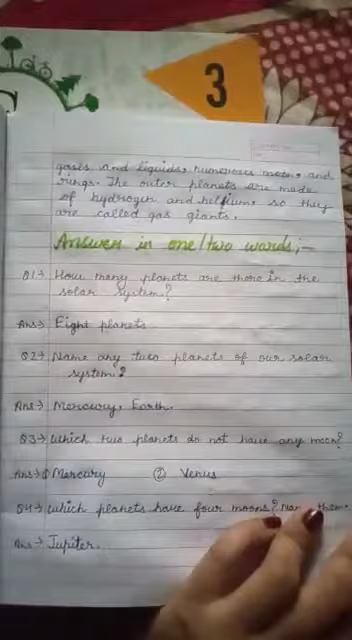 3
gases and liquids, numerous moons and
rings. The outer planets are made
of hydrogen and helium, so they
are called gas giants.
Answer in one/two words;-
Q1→ How many planets are there in the
solar system?
Ans→ Eight planets
Q2→ Name any two planets of our solar
system?
Ans→ Mercury, Earth.
Q3→ Which two planets do not have any moon?
Ans→ ① Mercury ② Venus
Q4→ Which planets have four moons? Name them.
Ans→ Jupiter.